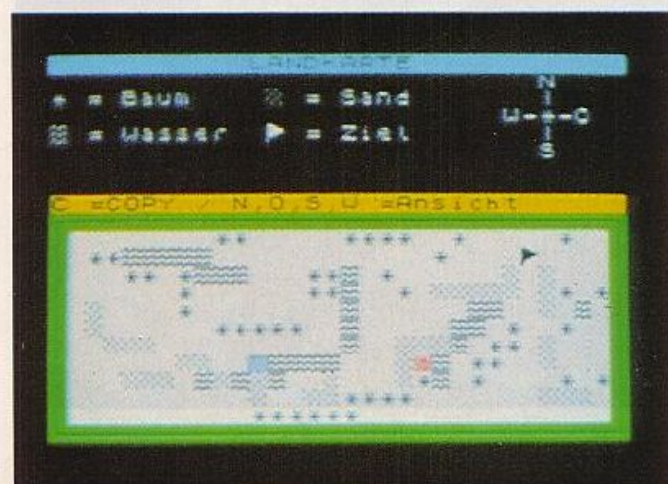 LANDKARTE
* = Baum
= Sand
= Wasser
= Ziel
N
W O
S
C =COPY / N,O,S,W =Ansicht